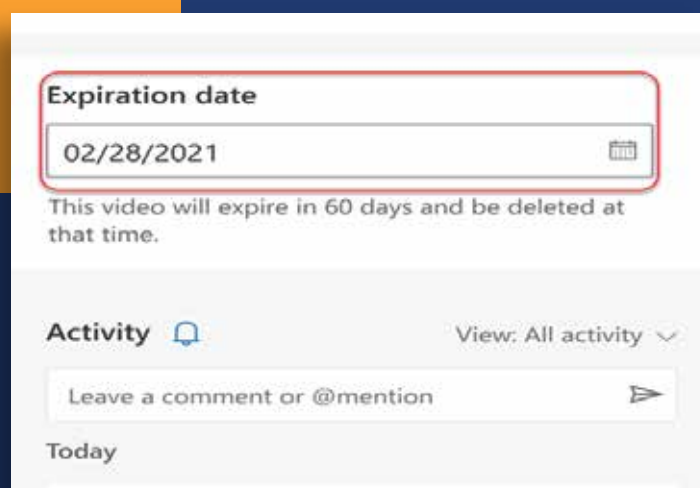 Expiration date
02/28/2021
This video will expire in 60 days and be deleted at
that time.
Activity
View: All activity
Leave a comment or @mention
Today